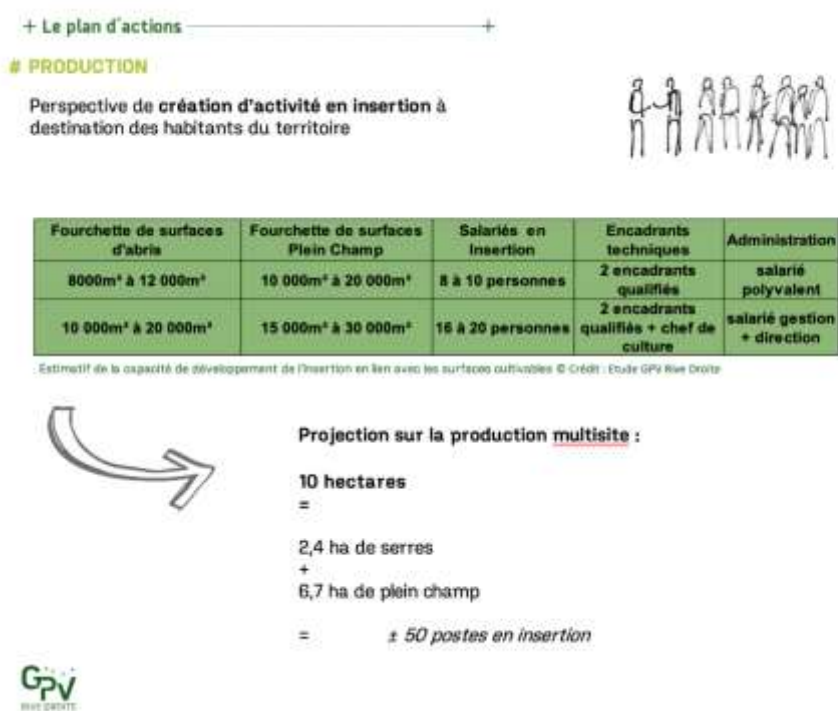 + Le plan d'actions
# PRODUCTION
Perspective de création d'activité en insertion à
destination des habitants du territoire
Fourchette de surfaces d'abris | Fourchette de surfaces Plein Champ | Salariés en Insertion | Encadrants techniques | Administration
8000m² à 12 000m² | 10 000m² à 20 000m² | 8 à 10 personnes | 2 encadrants qualifiés | salarié polyvalent
10 000m² à 20 000m² | 15 000m² à 30 000m² | 16 à 20 personnes | 2 encadrants qualifiés + chef de culture | salarié gestion + direction
Estimatif de la capacité de développement de l'insertion en lien avec les surfaces cultivables © Crédit : Etude GPV Rive Droite
Projection sur la production multisite :
10 hectares
=
2,4 ha de serres
+
6,7 ha de plein champ
= ± 50 postes en insertion
GPV
RIVE DROITE